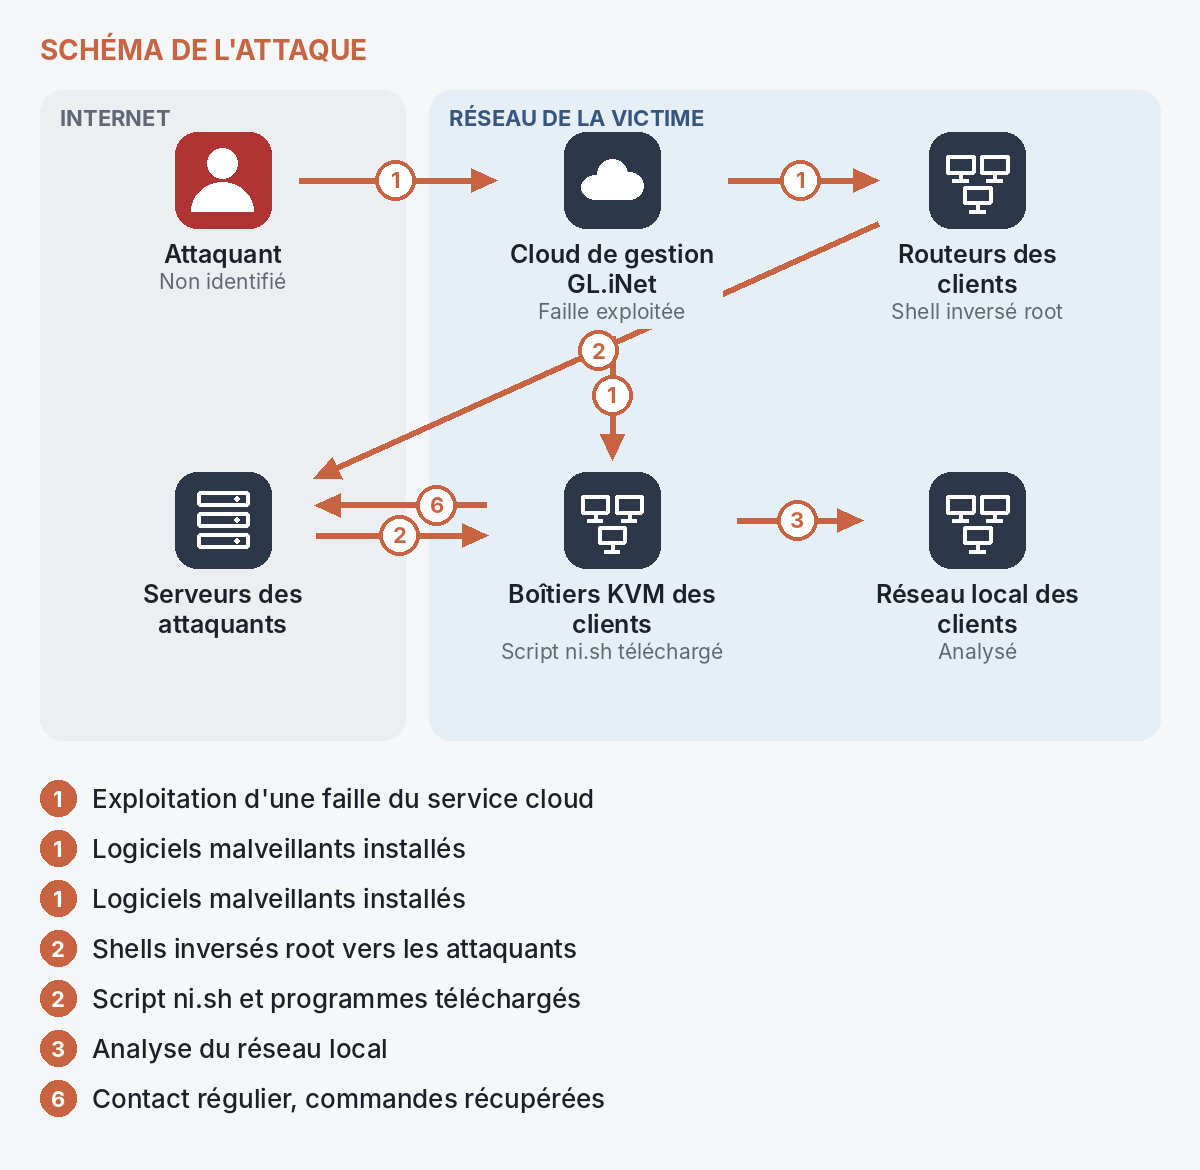 SCHÉMA DE L'ATTAQUE
INTERNET
RÉSEAU DE LA VICTIME
1
1
Attaquant
Non identifié
Cloud de gestion
GL.iNet
Faille exploitée
Routeurs des
clients
Shell inversé root
2
1
6
2
3
Serveurs des
attaquants
Boîtiers KVM des
clients
Script ni.sh téléchargé
Réseau local des
clients
Analysé
1 Exploitation d'une faille du service cloud
1 Logiciels malveillants installés
1 Logiciels malveillants installés
2 Shells inversés root vers les attaquants
2 Script ni.sh et programmes téléchargés
3 Analyse du réseau local
6 Contact régulier, commandes récupérées